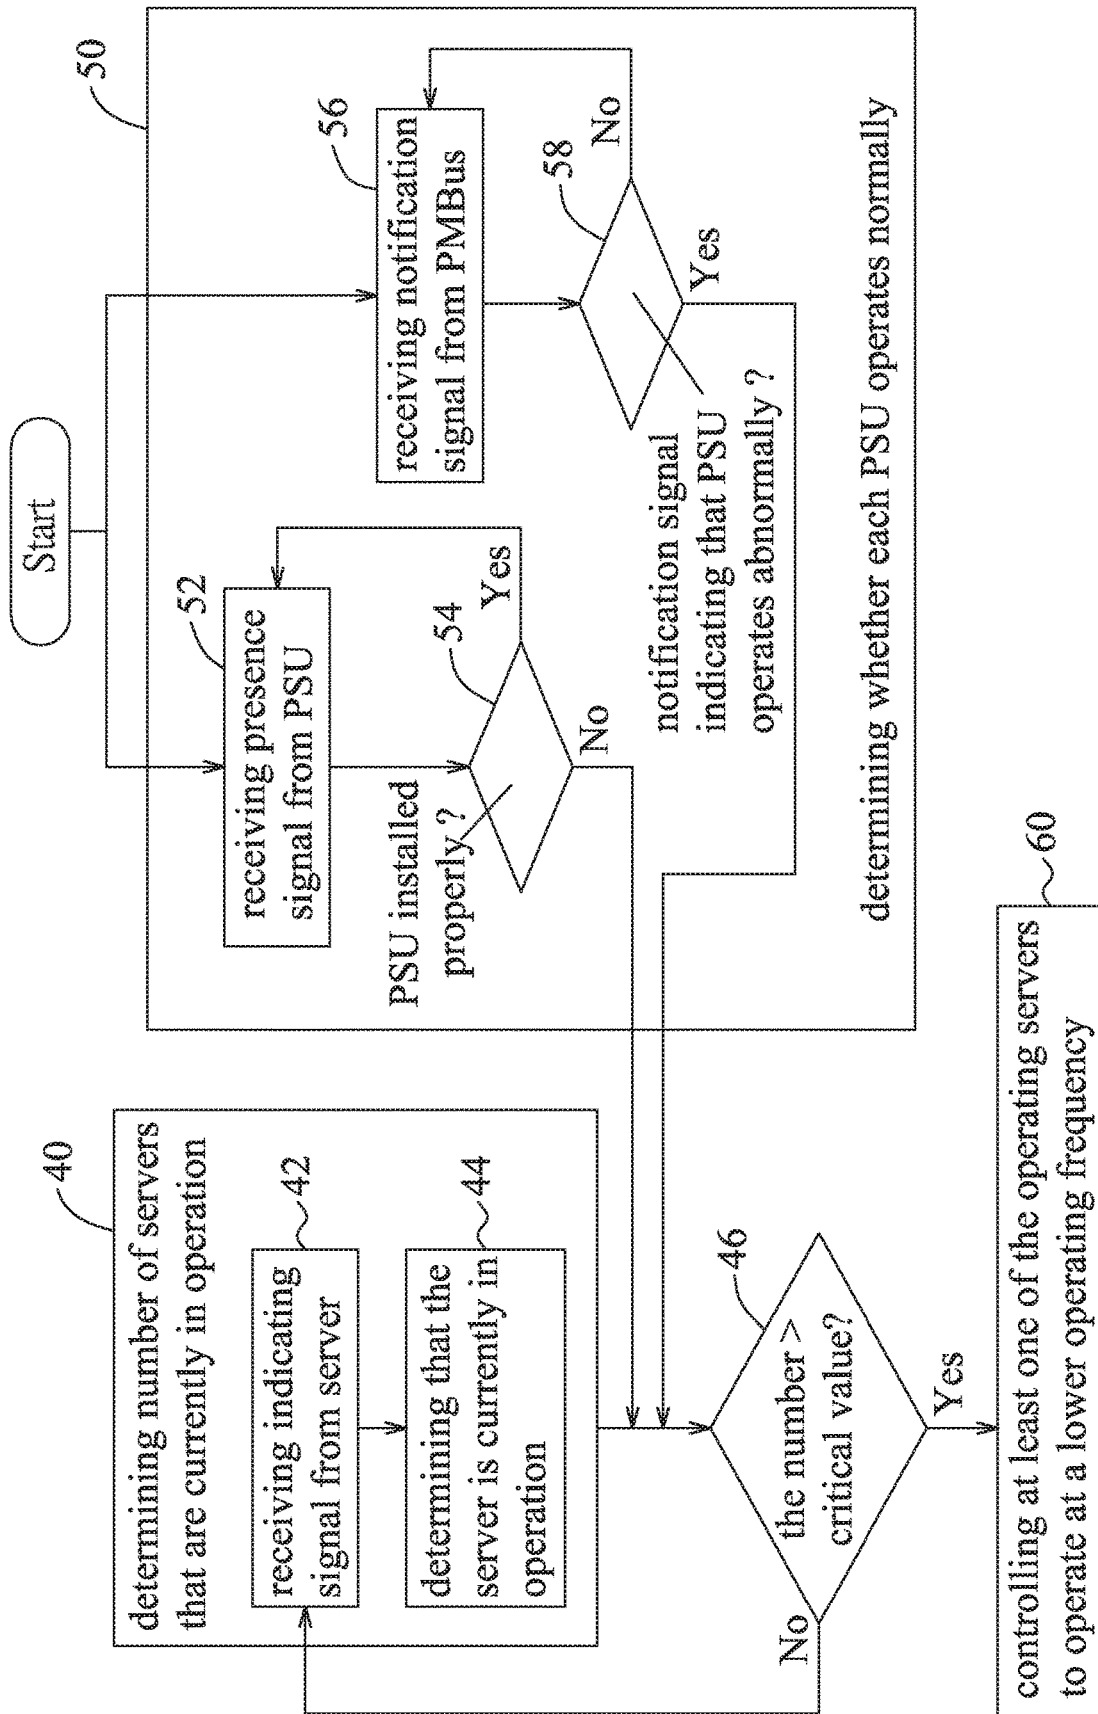 Start
50
52
receiving presence
signal from PSU
54
PSU installed
properly ?
Yes
No
56
receiving notification
signal from PMBus
58
notification signal
indicating that PSU
operates abnormally ?
No
Yes
determining whether each PSU operates normally
40
determining number of servers
that are currently in operation
42
receiving indicating
signal from server
44
determining that the
server is currently in
operation
46
the number >
critical value?
No
Yes
60
controlling at least one of the operating servers
to operate at a lower operating frequency